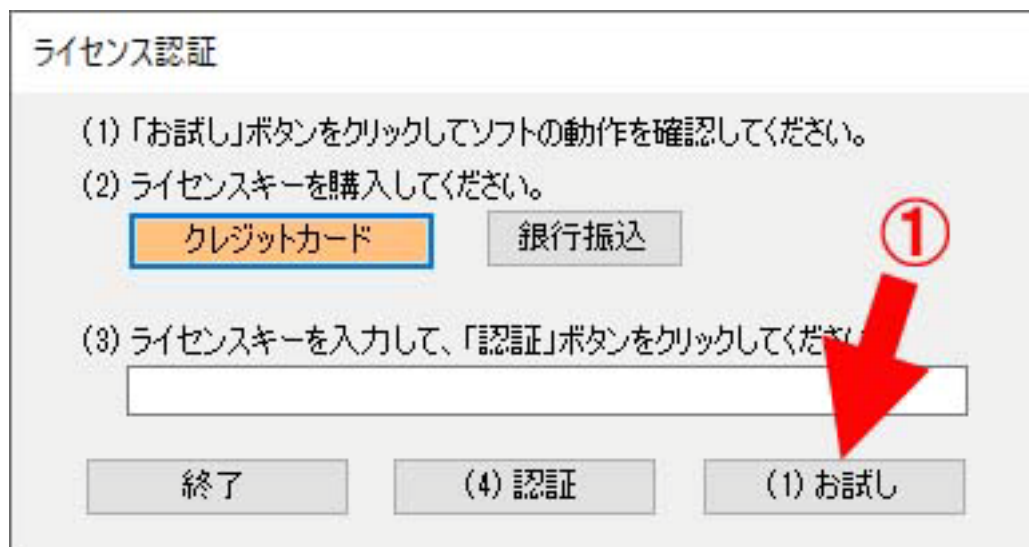 ライセンス認証
(1)「お試し」ボタンをクリックしてソフトの動作を確認してください。
(2) ライセンスキーを購入してください。
クレジットカード 銀行振込
①
(3) ライセンスキーを入力して、「認証」ボタンをクリックしてくださ
終了 (4) 認証 (1) お試し